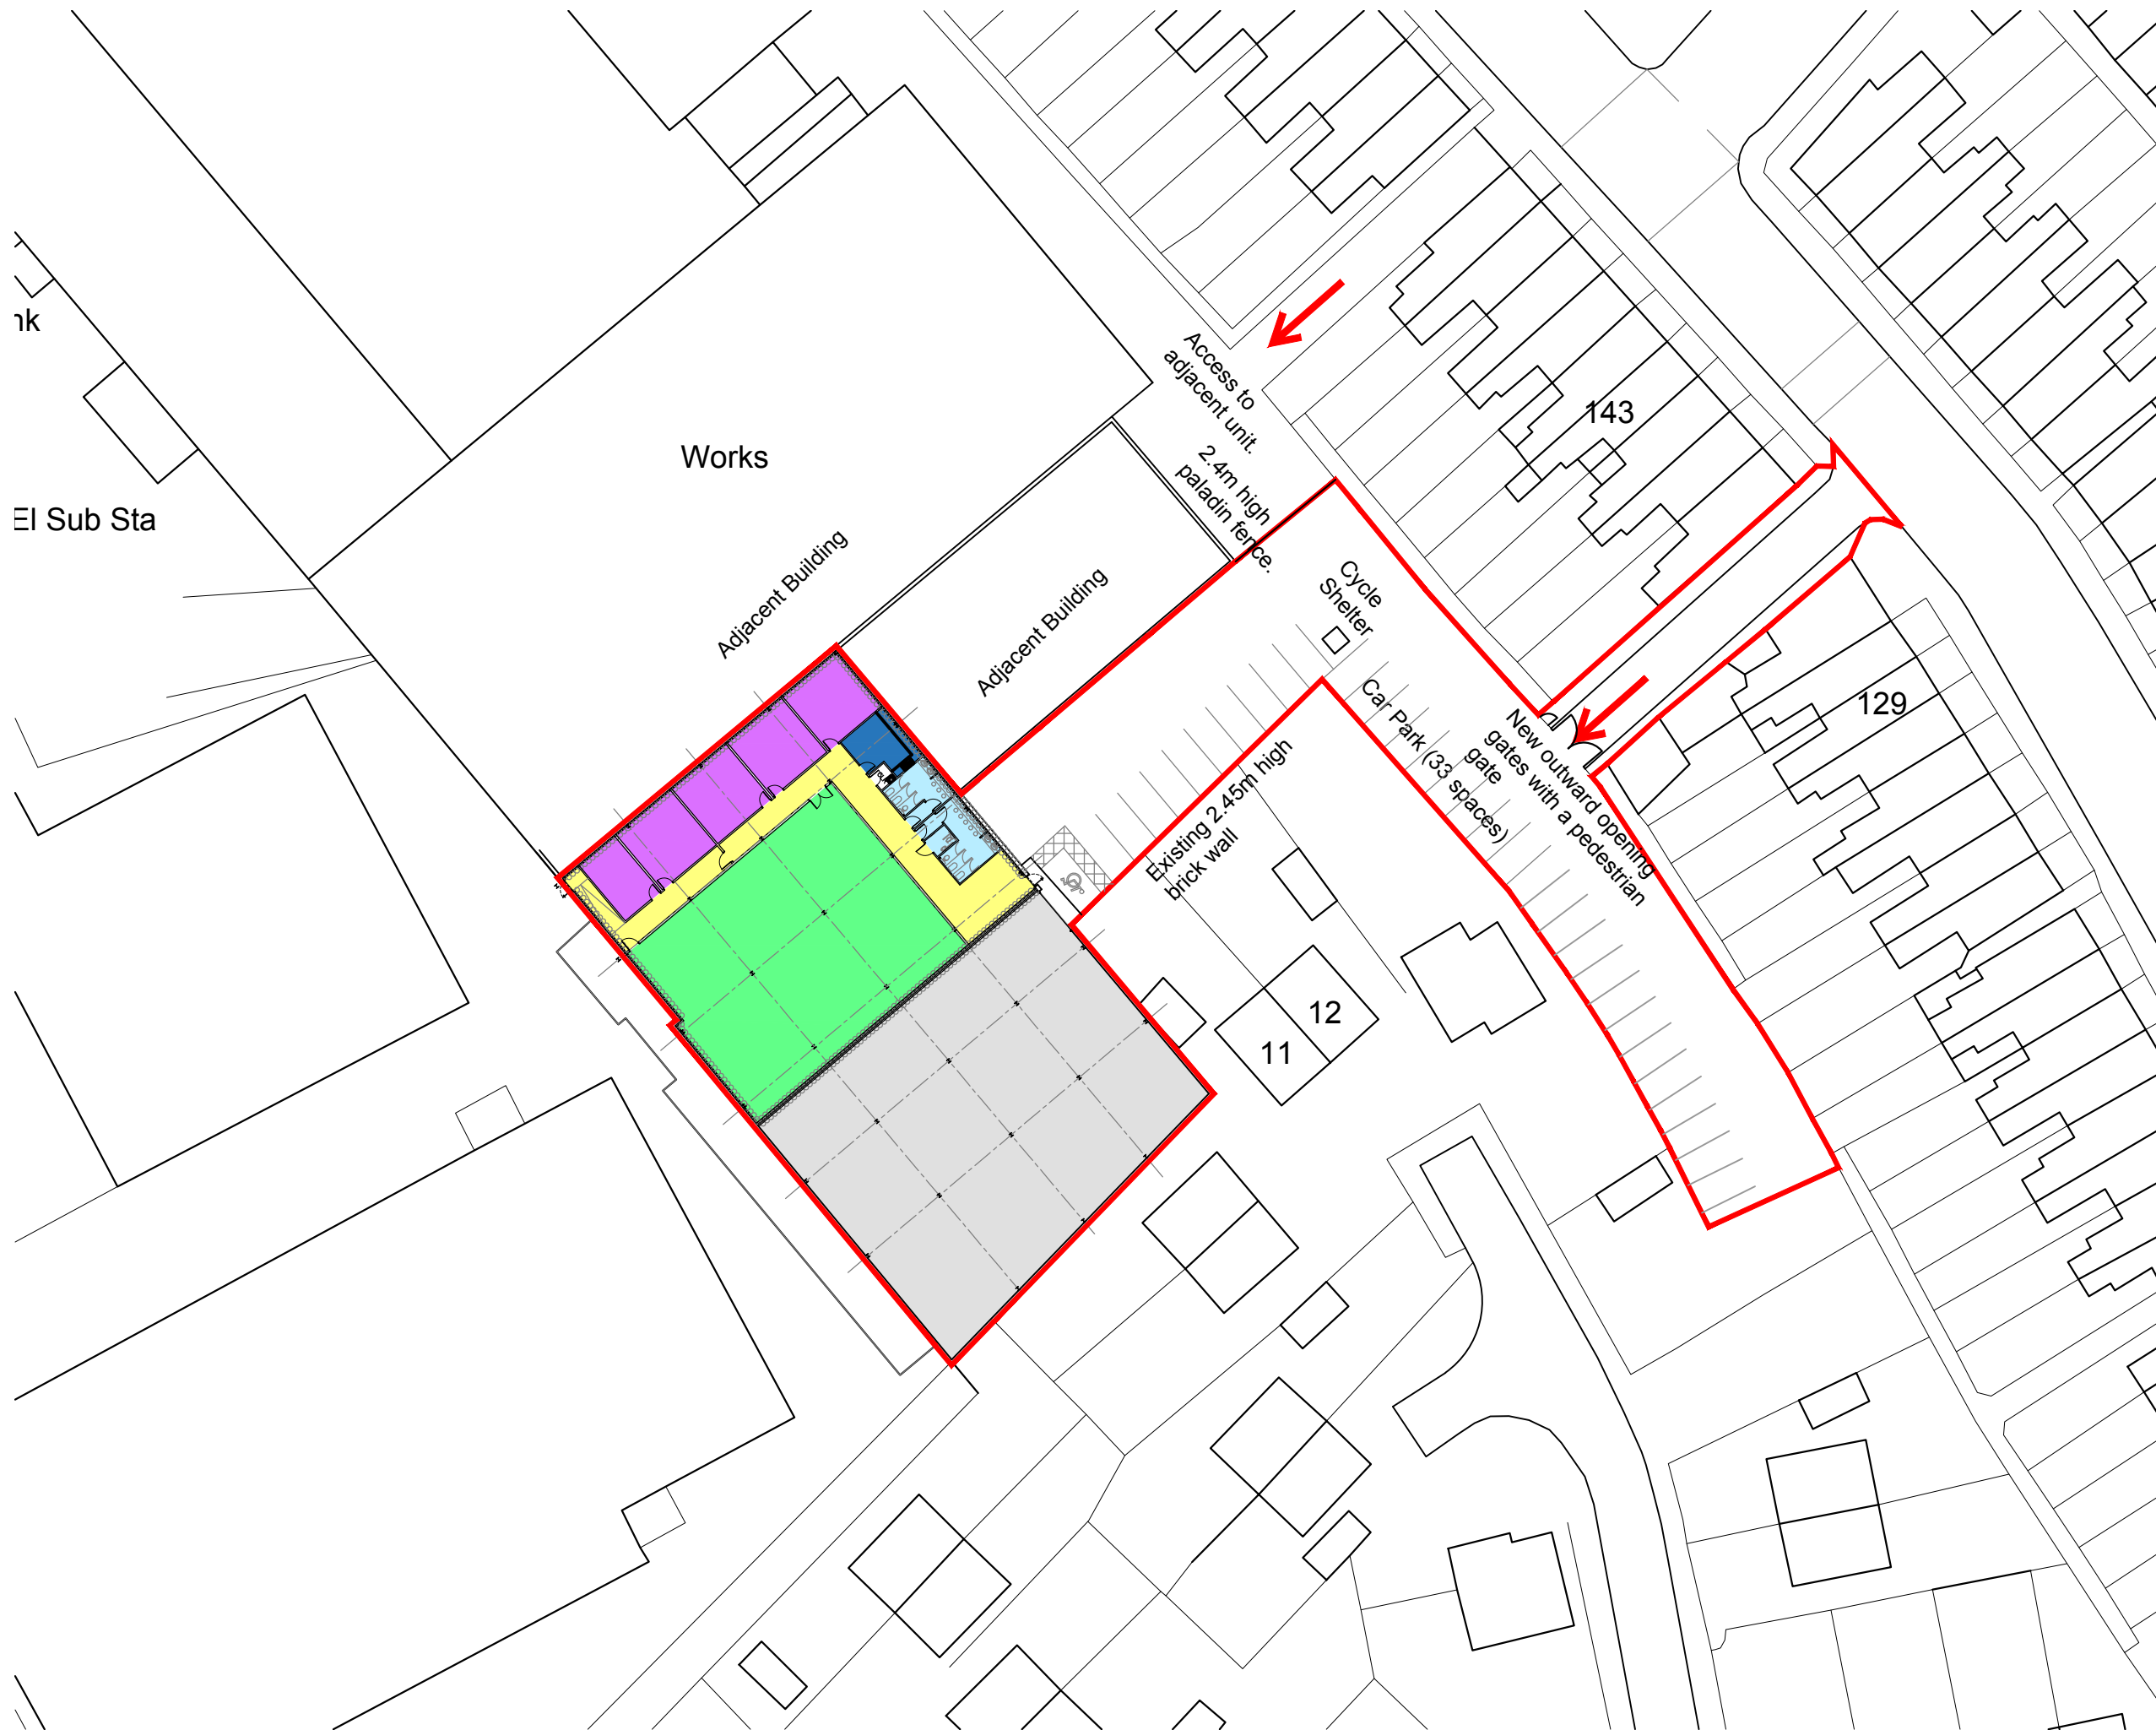 nk
El Sub Sta
Works
Adjacent Building
Adjacent Building
Access to
adjacent unit.
2.4m high
paladin fence.
143
Cycle
Shelter
Car Park (33 spaces)
New outward opening
gates with a pedestrian
gate
129
Existing 2.45m high
brick wall
12
11